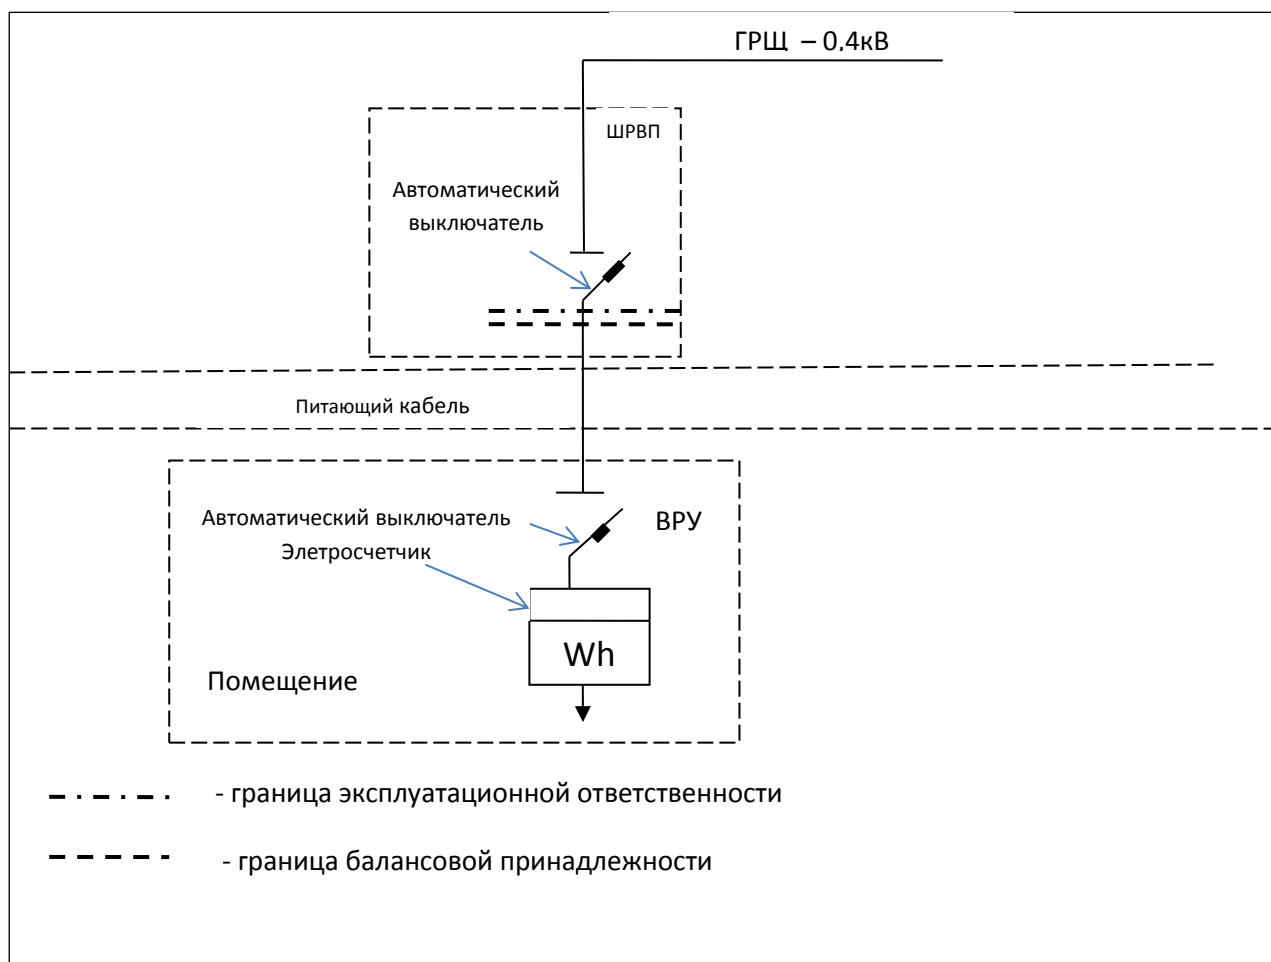 ГРЩ – 0,4кВ
ШРВП
Автоматический
выключатель
Питающий кабель
Автоматический выключатель
ВРУ
Элетросчетчик
Wh
Помещение
- граница эксплуатационной ответственности
- граница балансовой принадлежности